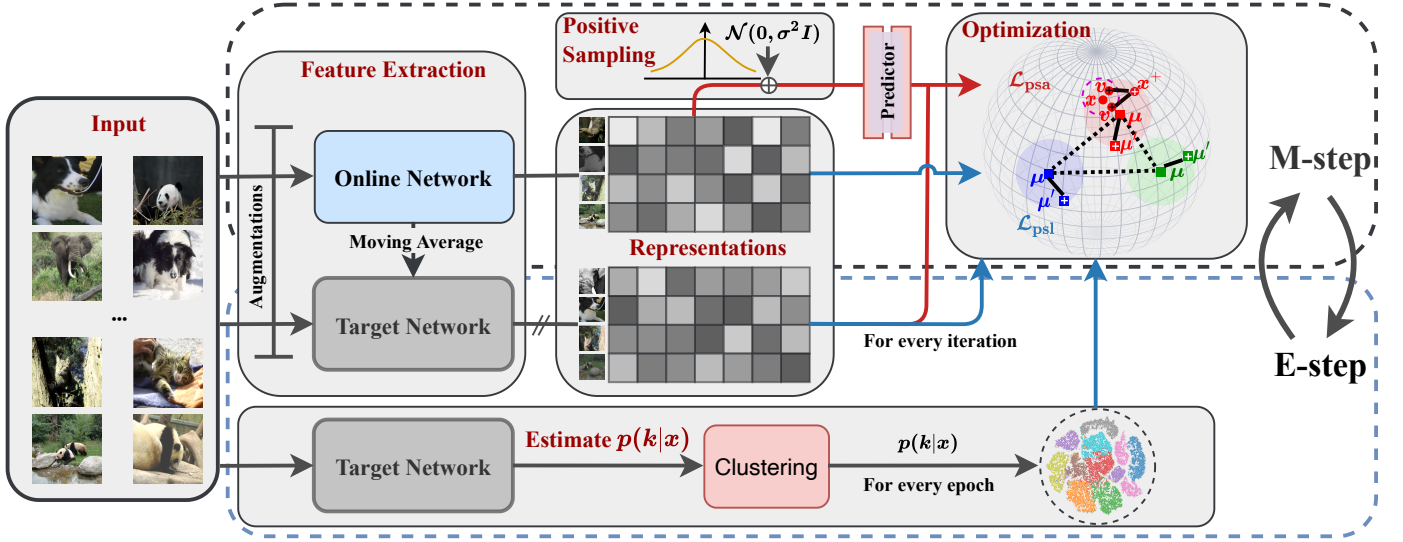 Input
...
Feature Extraction
Augmentations
Online Network
Moving Average
Target Network
//
Positive
Sampling
𝒩(0, σ²I)
Representations
Predictor
Optimization
ℒpsa
v
x⁺
x
v
μ
μ′
μ
μ′
μ
μ′
ℒpsl
For every iteration
M-step
E-step
Target Network
Estimate p(k|x)
Clustering
p(k|x)
For every epoch